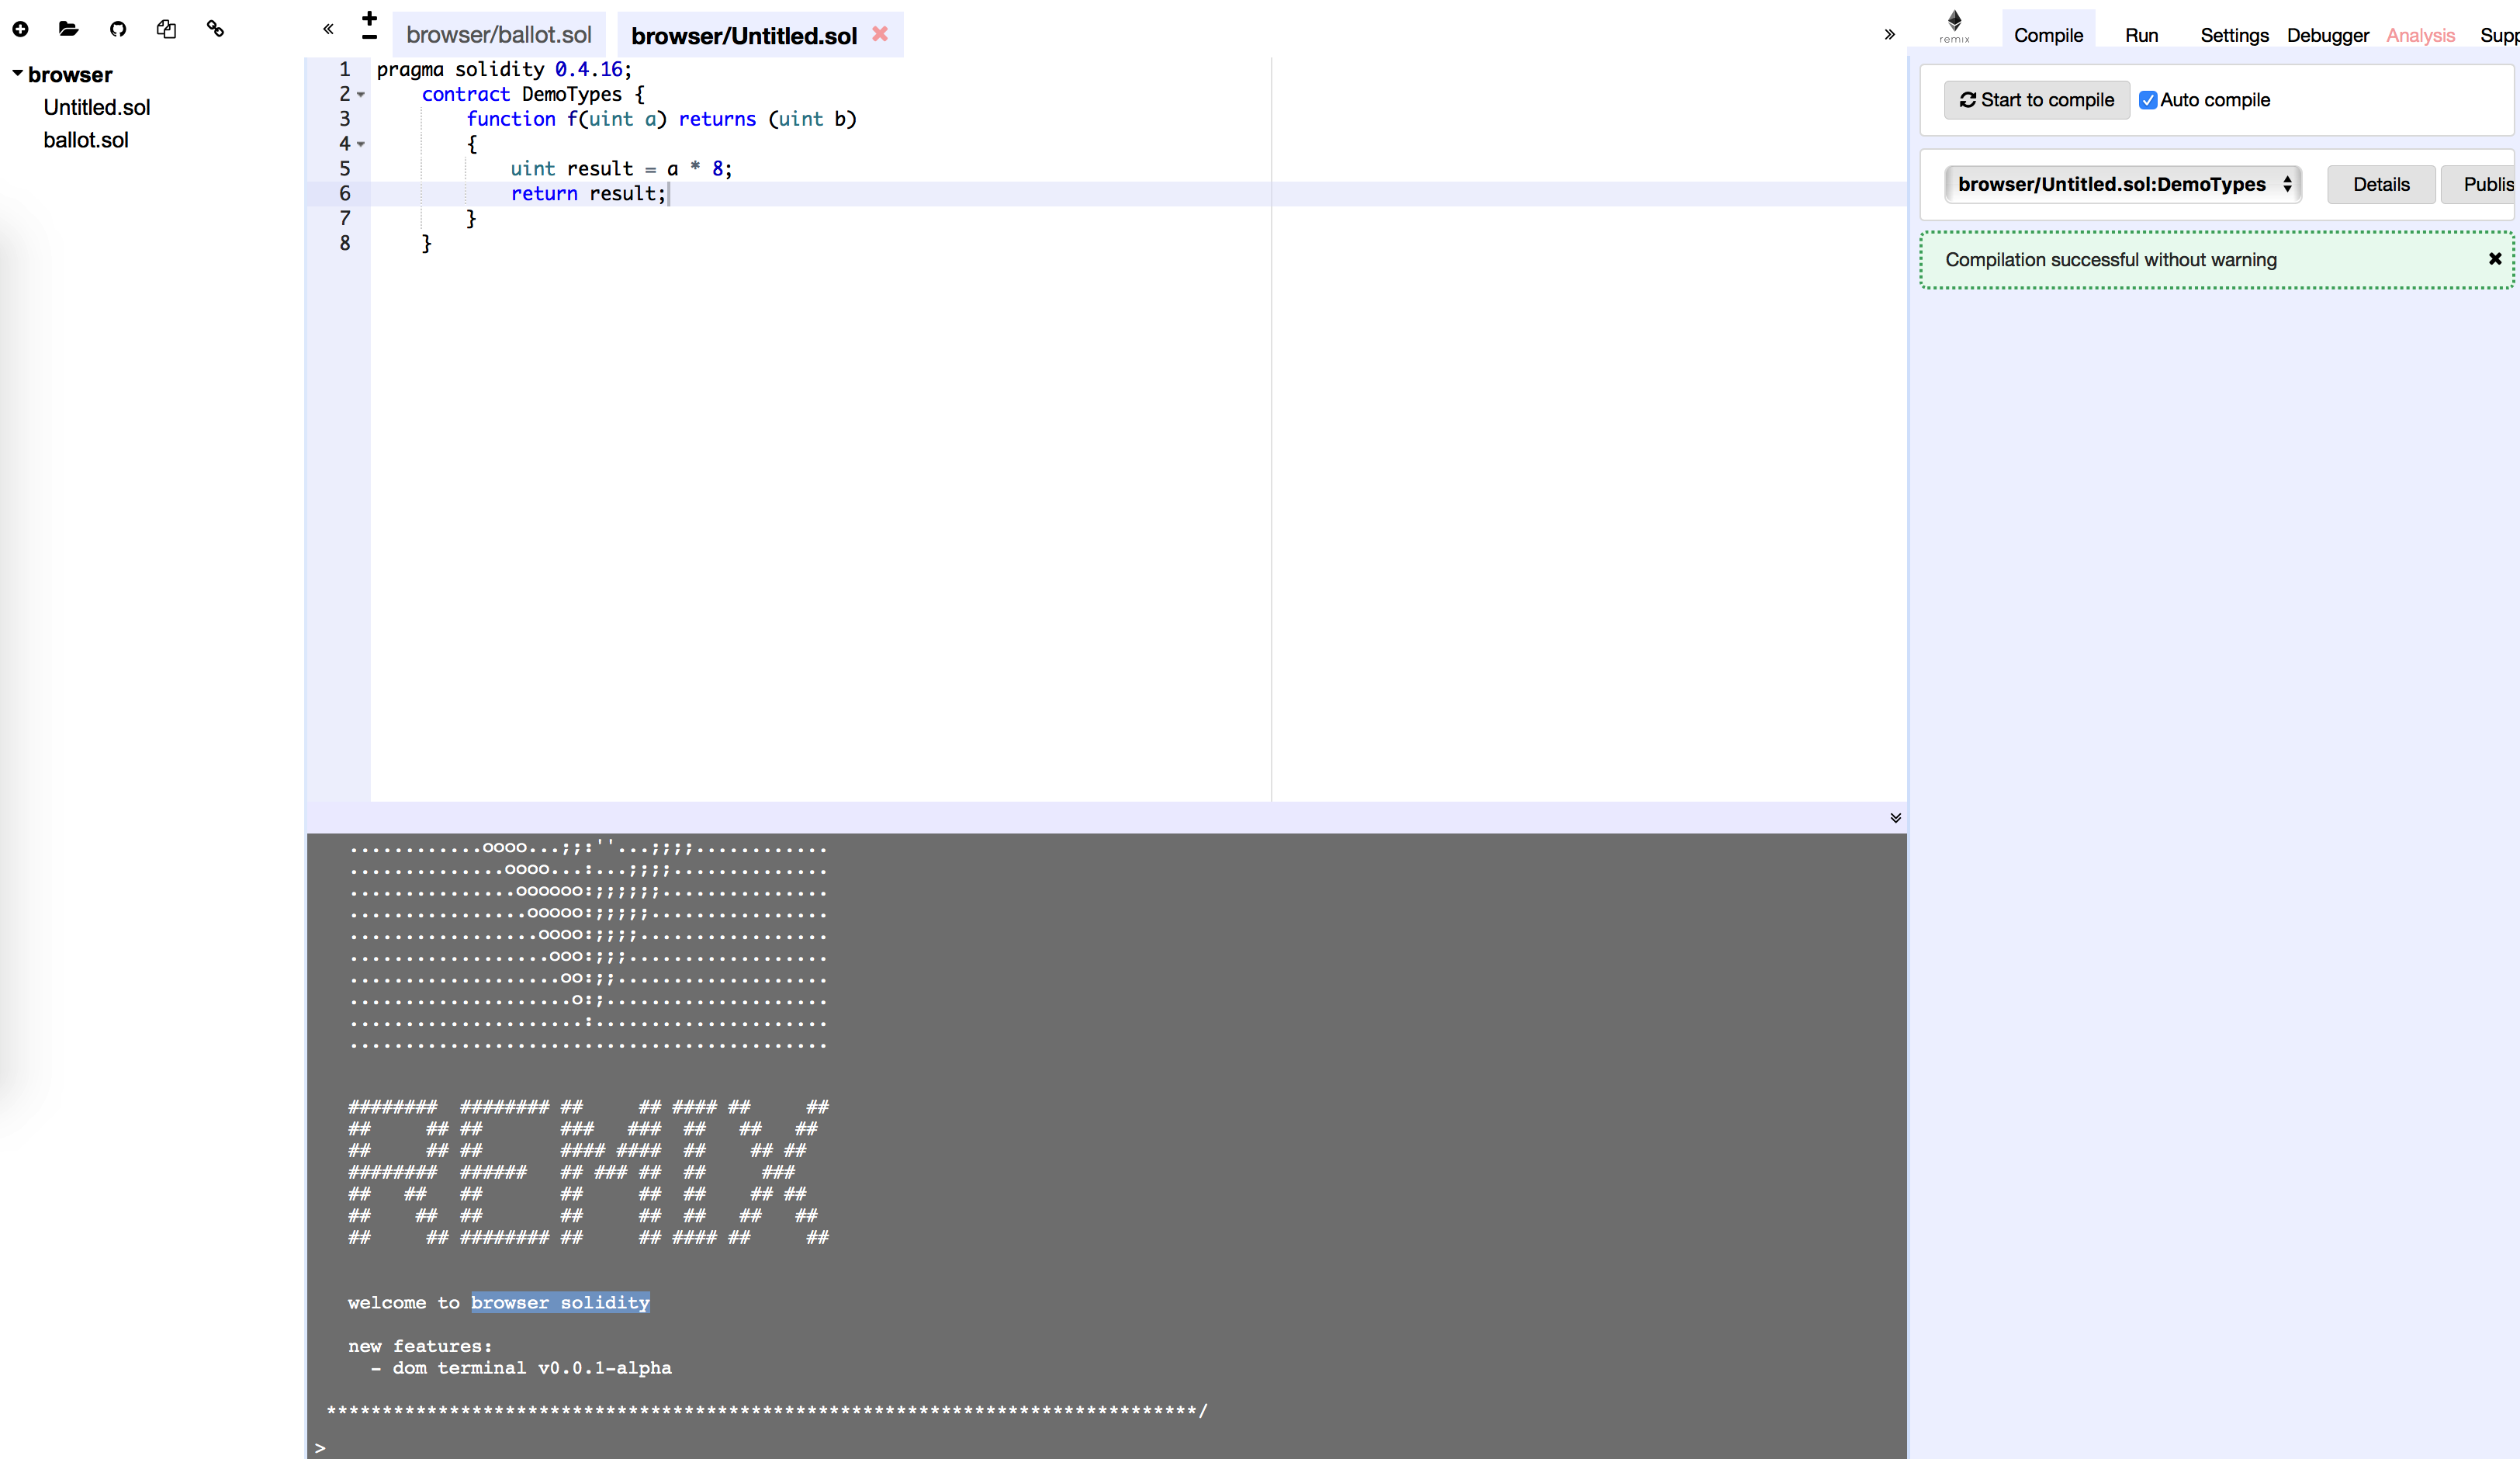 browser
Untitled.sol
ballot.sol
browser/ballot.sol
browser/Untitled.sol
1 pragma solidity 0.4.16;
2     contract DemoTypes {
3         function f(uint a) returns (uint b)
4         {
5             uint result = a * 8;
6             return result;
7         }
8     }
............oooo...;;:''...;;;;............
..............oooo...:...;;;;..............
...............oooooo:;;;;;;...............
................ooooo:;;;;;................
.................oooo:;;;;.................
..................ooo:;;;..................
...................oo:;;...................
....................o:;....................
.....................:.....................
...........................................
########  ######## ##     ## #### ##     ##
##     ## ##       ###   ###  ##   ##   ##
##     ## ##       #### ####  ##    ## ##
########  ######   ## ### ##  ##     ###
##   ##   ##       ##     ##  ##    ## ##
##    ##  ##       ##     ##  ##   ##   ##
##     ## ######## ##     ## #### ##     ##
welcome to browser solidity
new features:
- dom terminal v0.0.1-alpha
******************************************************************************/
>
remix
Compile Run Settings Debugger Analysis Supp
Start to compile Auto compile
browser/Untitled.sol:DemoTypes Details Publis
Compilation successful without warning